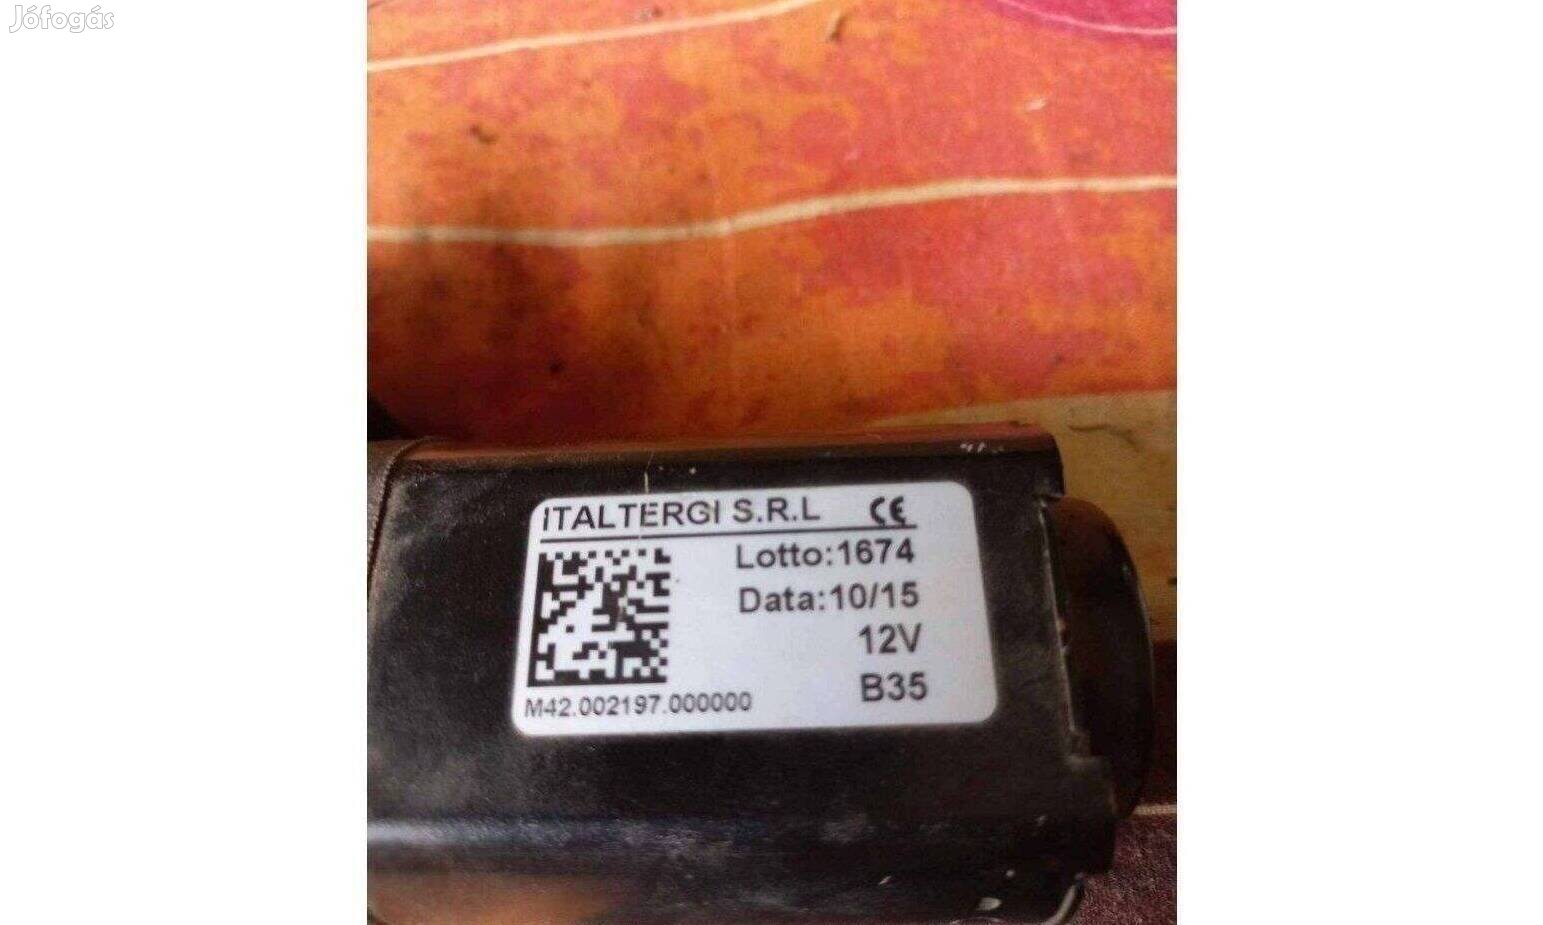 Jófogás
ITALTERGI S.R.L CE
Lotto:1674
Data:10/15
12V
B35
M42.002197.000000